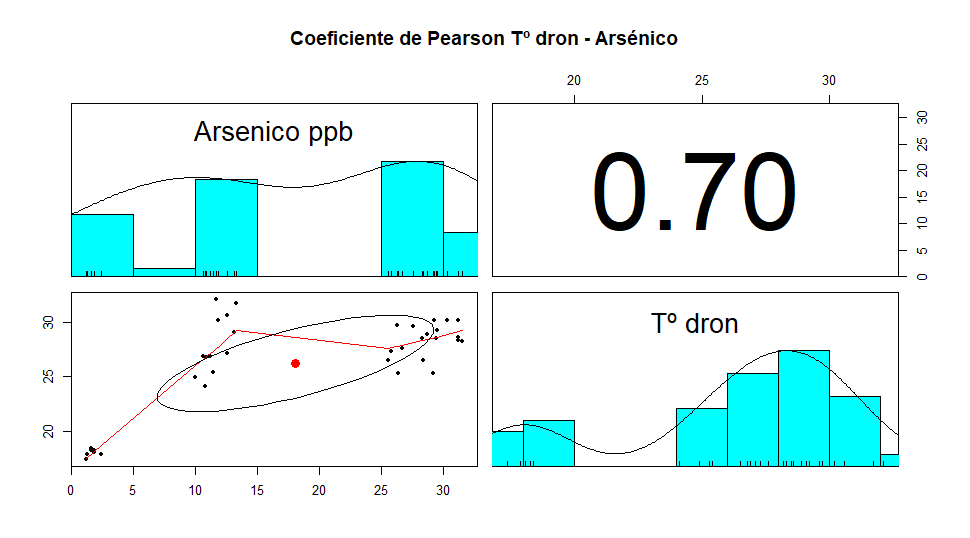 Coeficiente de Pearson Tº dron - Arsénico
20 25 30
Arsenico ppb
0.70
30
25
20
15
10
5
0
Tº dron
30
25
20
0 5 10 15 20 25 30